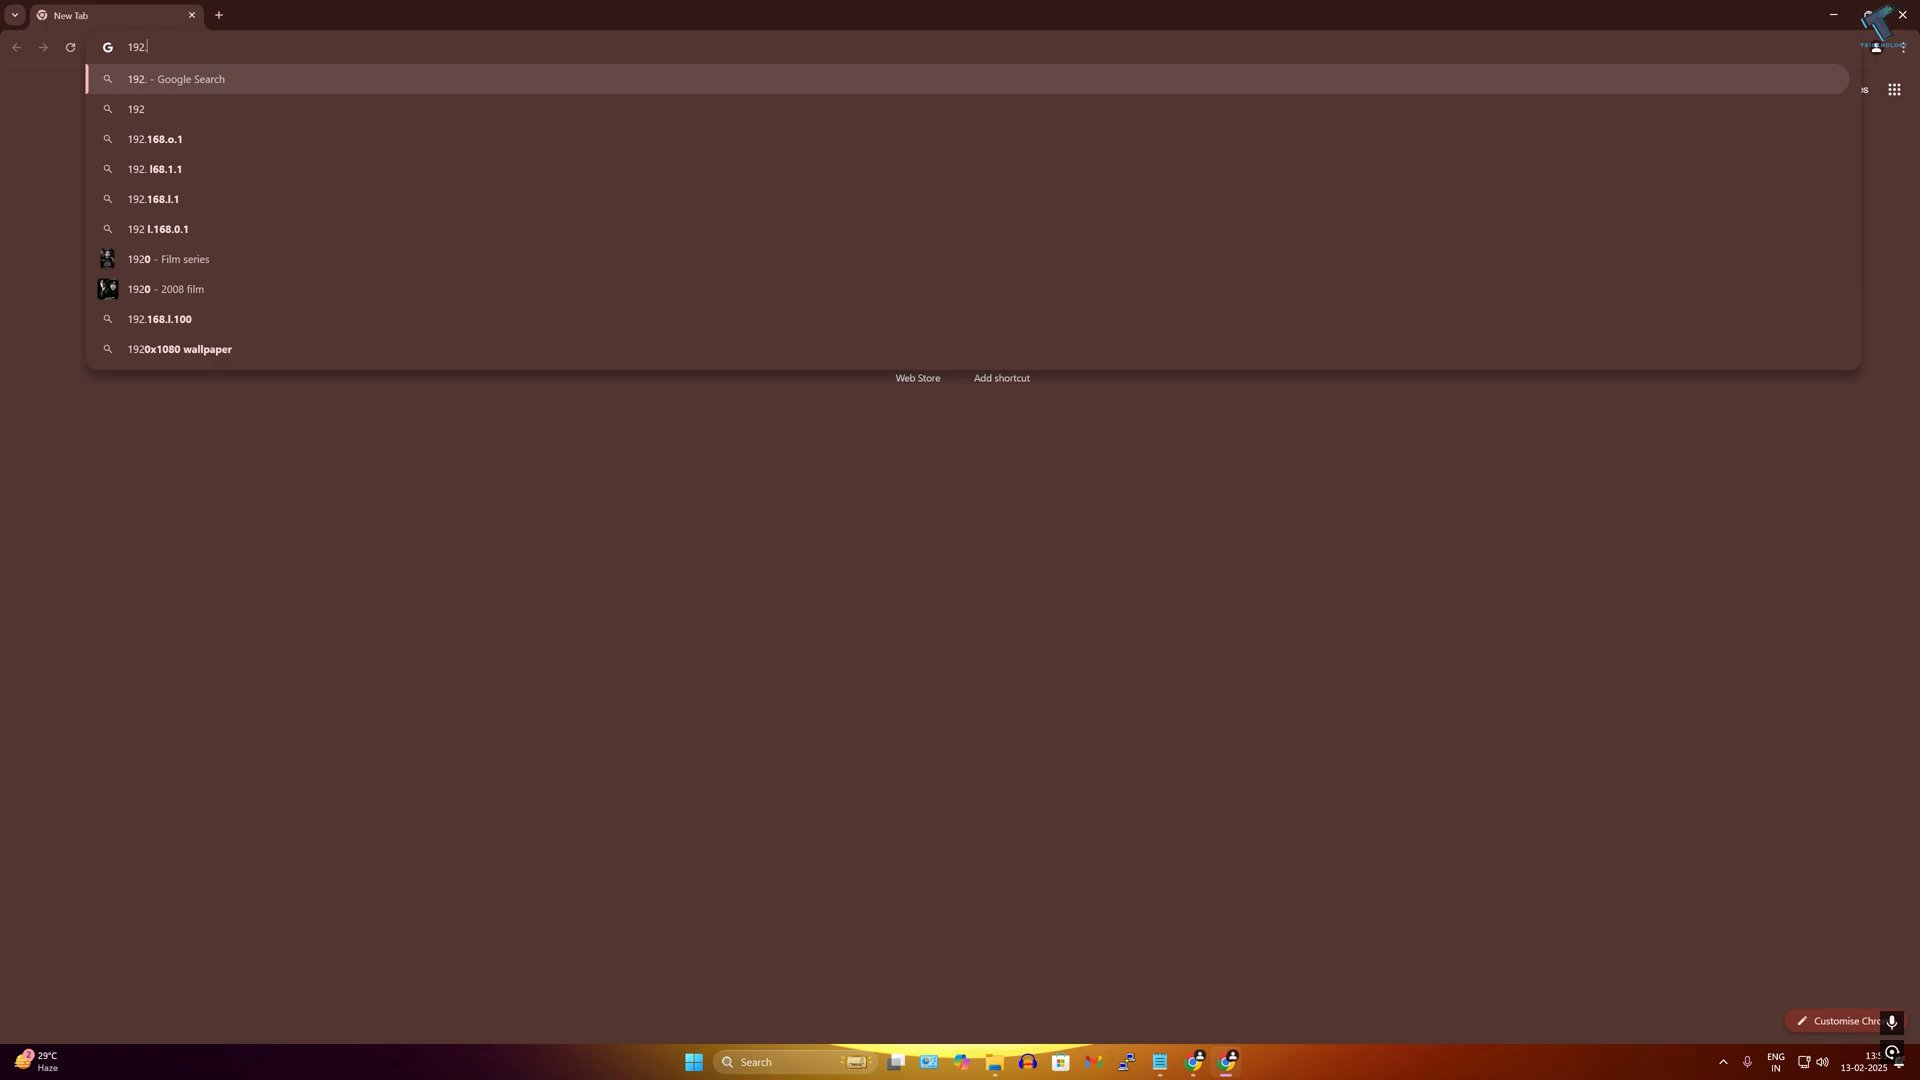 New Tab
192.
192. - Google Search
192
192.168.o.1
192. l68.1.1
192.168.l.1
192 l.168.0.1
1920 - Film series
1920 - 2008 film
192.168.l.100
1920x1080 wallpaper
Web Store
Add shortcut
Customise Chro
2
29°C
Haze
Search
ENG
IN
13-02-2025